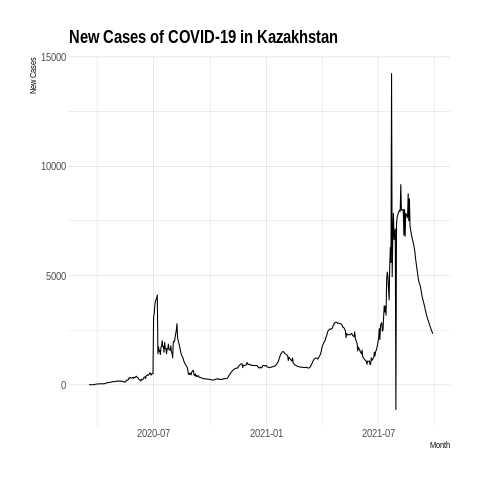 New Cases of COVID-19 in Kazakhstan
New Cases
15000
10000
5000
0
2020-07
2021-01
2021-07
Month